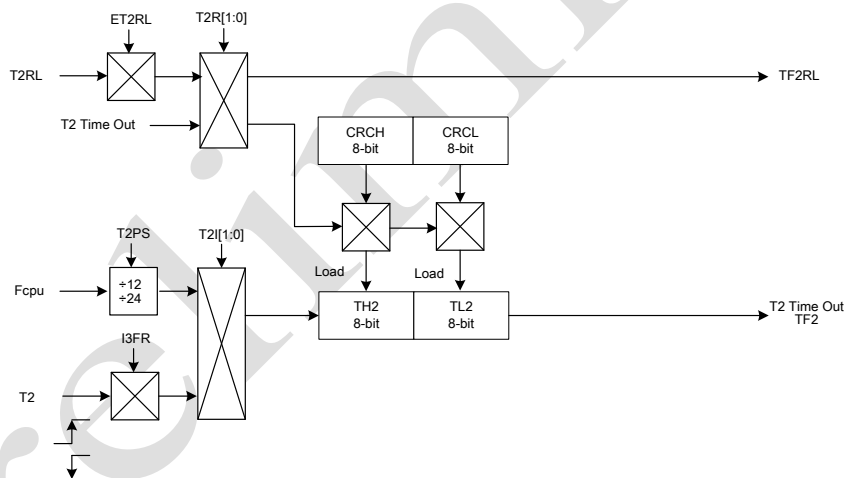 ET2RL
T2R[1:0]
T2RL
TF2RL
T2 Time Out
CRCH
8-bit
CRCL
8-bit
T2PS
T2I[1:0]
Load
Load
Fcpu
÷12
÷24
TH2
8-bit
TL2
8-bit
T2 Time Out
TF2
I3FR
T2